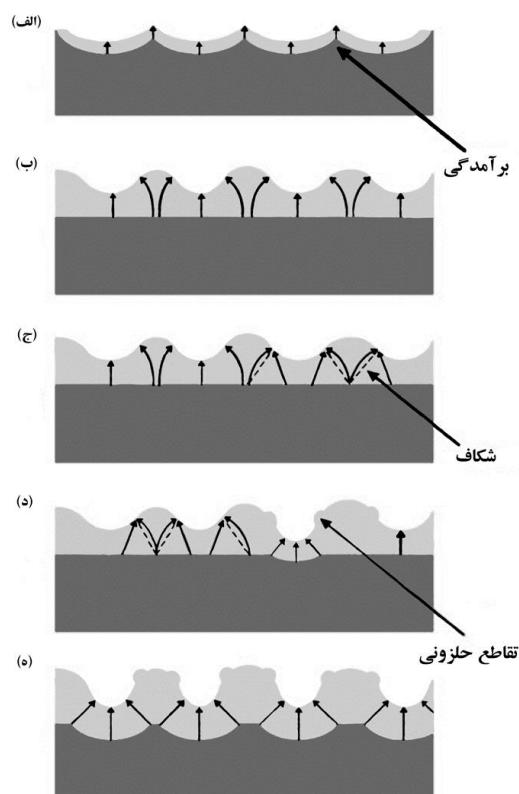 (الف)
برآمدگی
(ب)
(ج)
شکاف
(د)
تقاطع حلزونی
(ه)